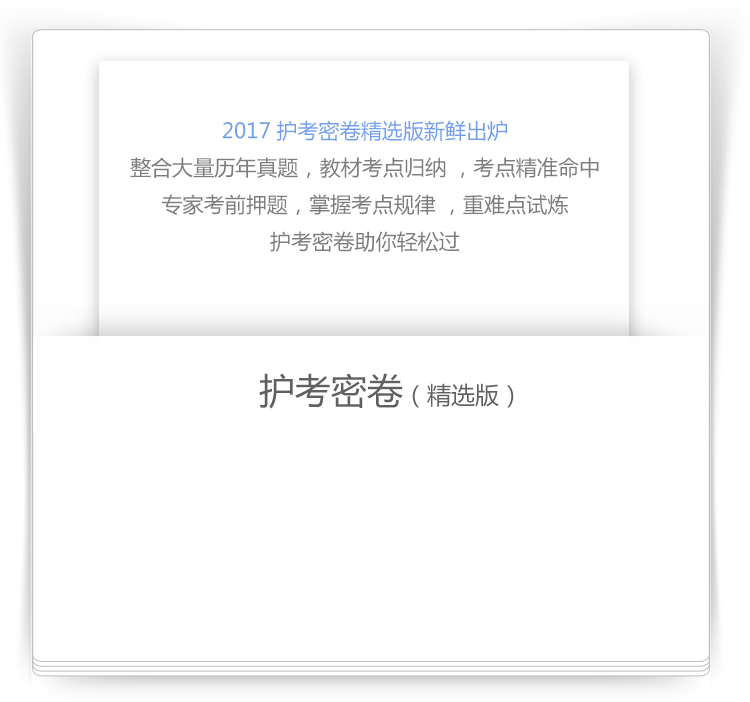 2017 护考密卷精选版新鲜出炉
整合大量历年真题，教材考点归纳 ，考点精准命中
专家考前押题，掌握考点规律 ，重难点试炼
护考密卷助你轻松过
护考密卷（精选版）